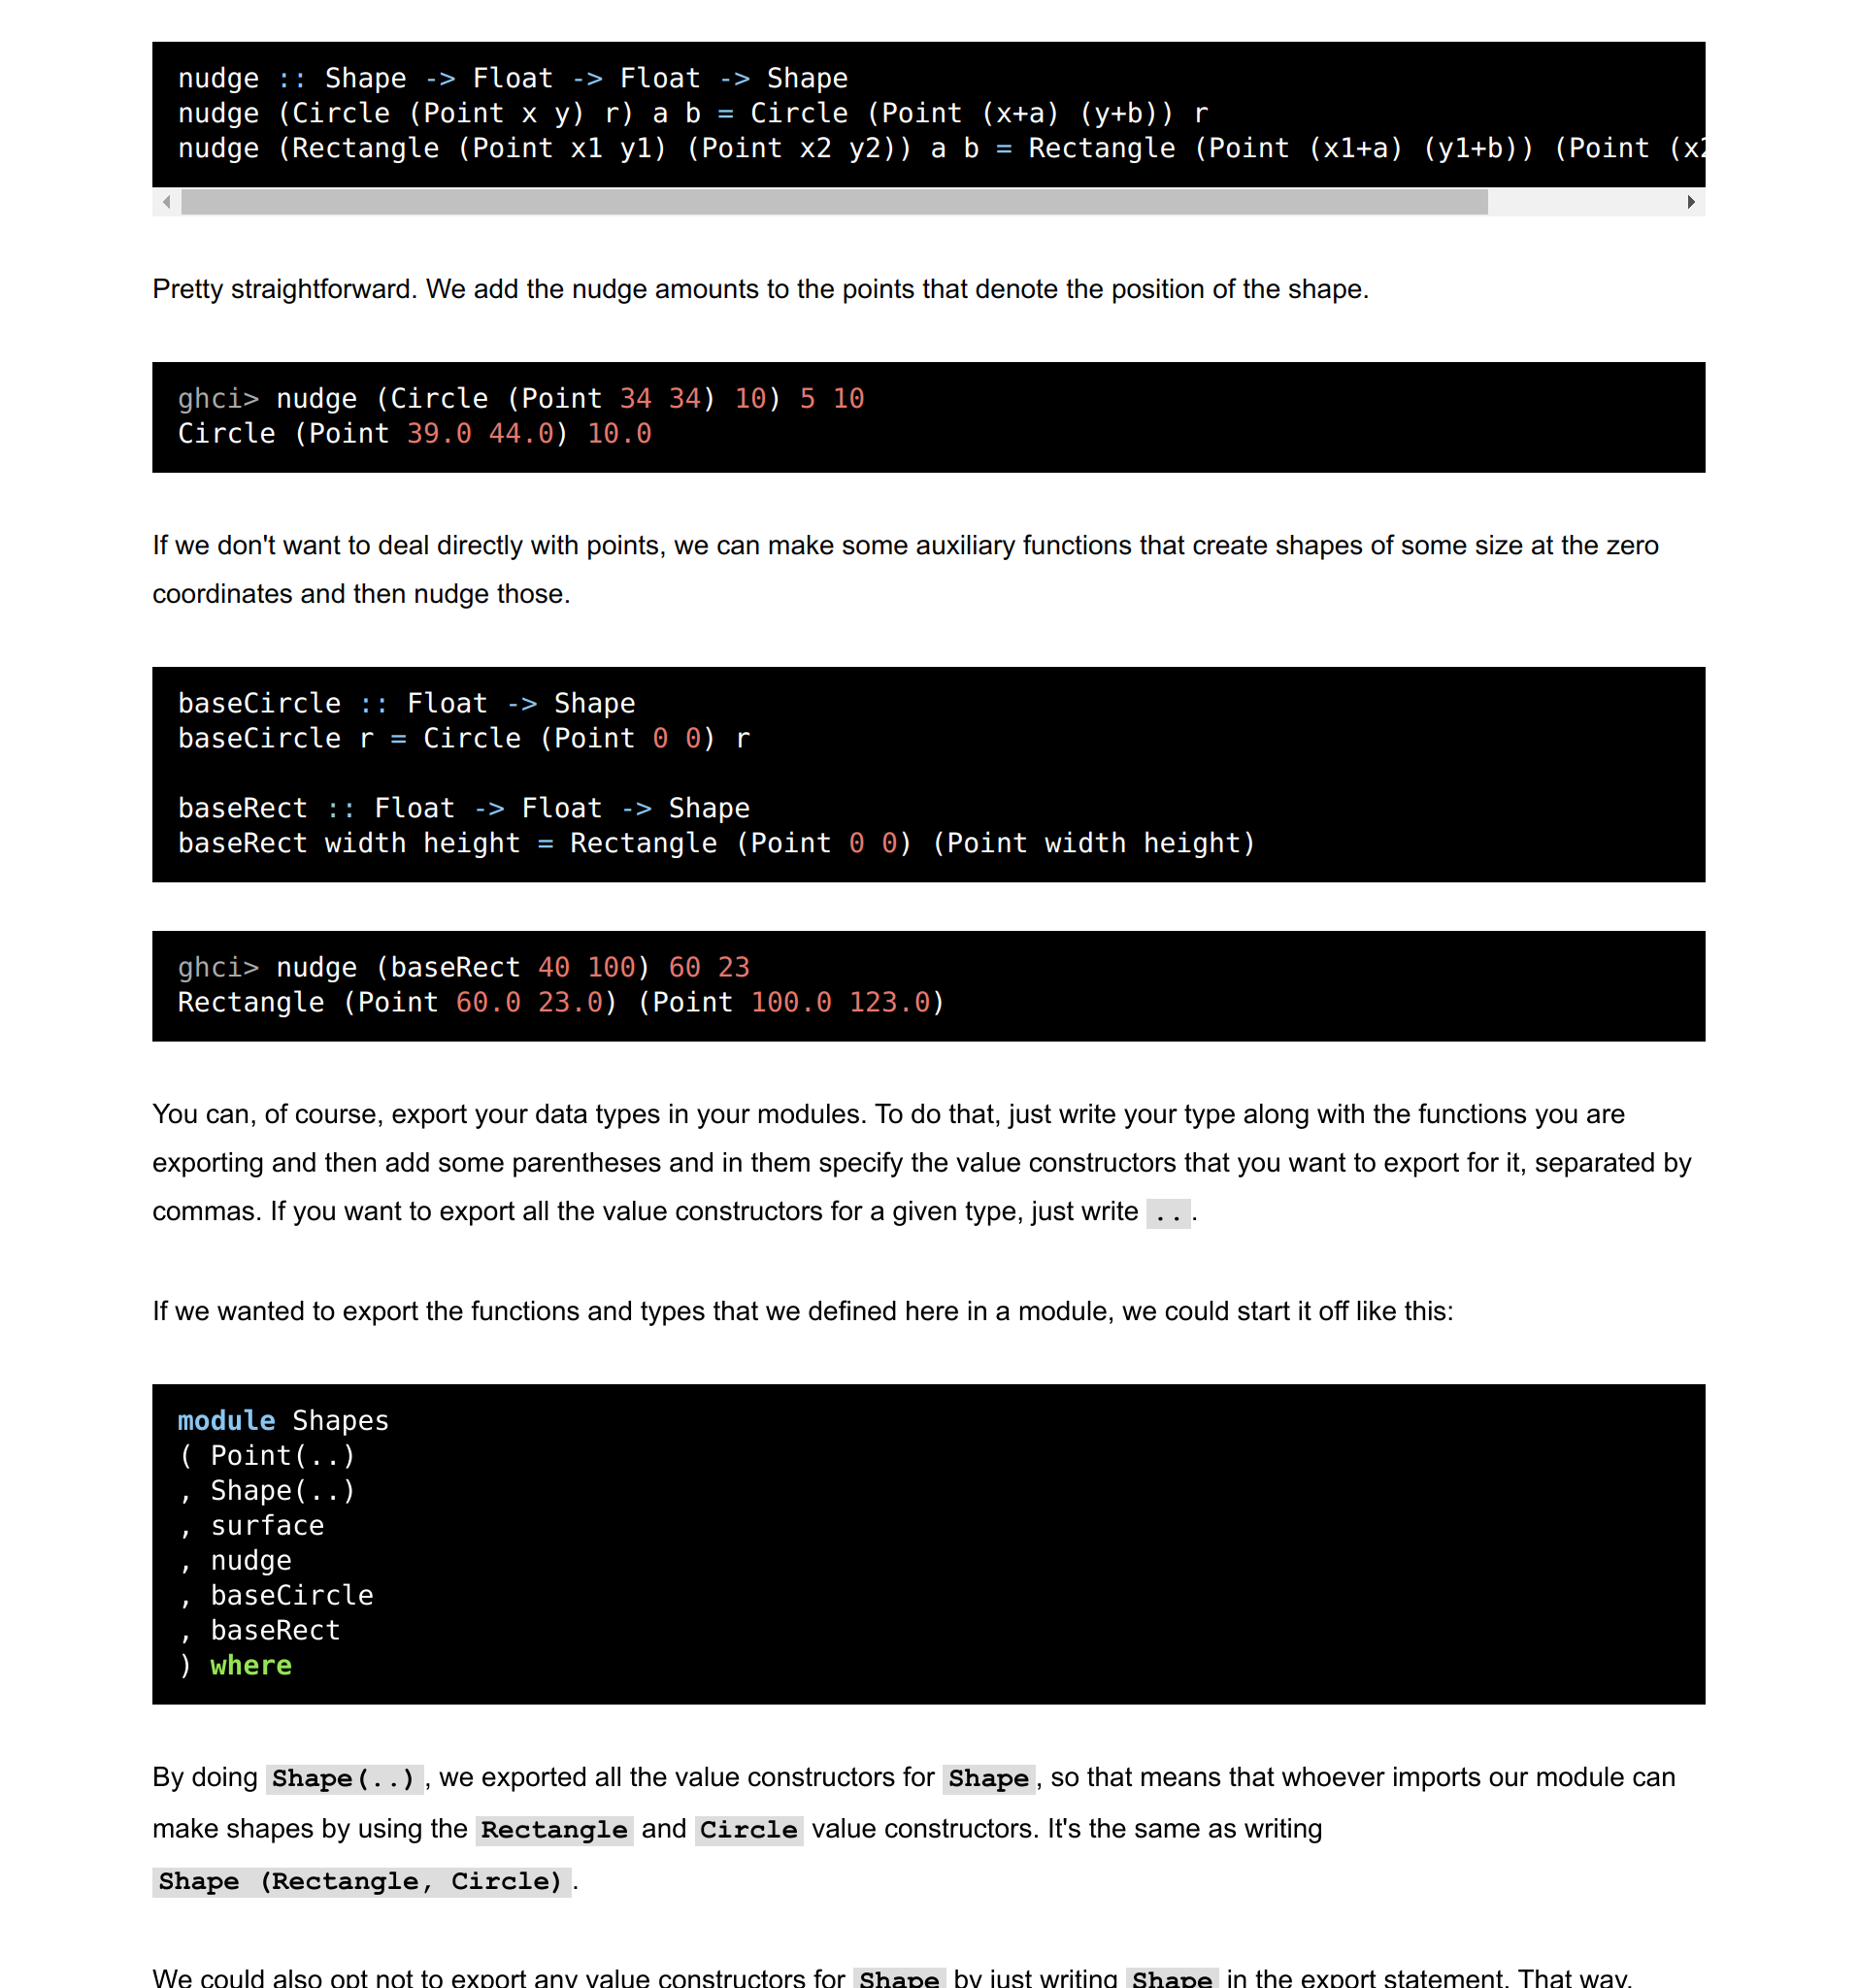 nudge :: Shape -> Float -> Float -> Shape
nudge (Circle (Point x y) r) a b = Circle (Point (x+a) (y+b)) r
nudge (Rectangle (Point x1 y1) (Point x2 y2)) a b = Rectangle (Point (x1+a) (y1+b)) (Point (x2
Pretty straightforward. We add the nudge amounts to the points that denote the position of the shape.
ghci> nudge (Circle (Point 34 34) 10) 5 10
Circle (Point 39.0 44.0) 10.0
If we don't want to deal directly with points, we can make some auxiliary functions that create shapes of some size at the zero
coordinates and then nudge those.
baseCircle :: Float -> Shape
baseCircle r = Circle (Point 0 0) r
baseRect :: Float -> Float -> Shape
baseRect width height = Rectangle (Point 0 0) (Point width height)
ghci> nudge (baseRect 40 100) 60 23
Rectangle (Point 60.0 23.0) (Point 100.0 123.0)
You can, of course, export your data types in your modules. To do that, just write your type along with the functions you are
exporting and then add some parentheses and in them specify the value constructors that you want to export for it, separated by
commas. If you want to export all the value constructors for a given type, just write ...
If we wanted to export the functions and types that we defined here in a module, we could start it off like this:
module Shapes
( Point(..)
, Shape(..)
, surface
, nudge
, baseCircle
, baseRect
) where
By doing Shape(..), we exported all the value constructors for Shape, so that means that whoever imports our module can
make shapes by using the Rectangle and Circle value constructors. It's the same as writing
Shape (Rectangle, Circle).
We could also opt not to export any value constructors for Shape by just writing Shape in the export statement. That way,